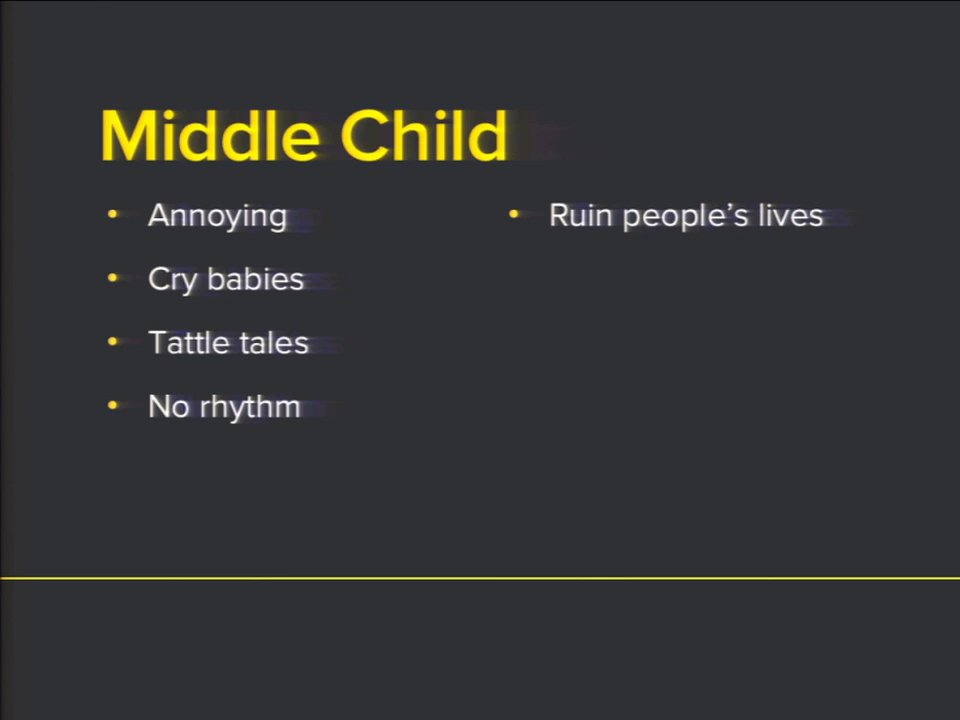 Middle Child
• Annoying
• Cry babies
• Tattle tales
• No rhythm
• Ruin people’s lives